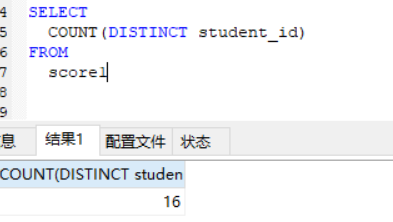 4 SELECT
5 COUNT(DISTINCT student_id)
6 FROM
7 score1
8
9
息 结果1 配置文件 状态
COUNT(DISTINCT studen
16